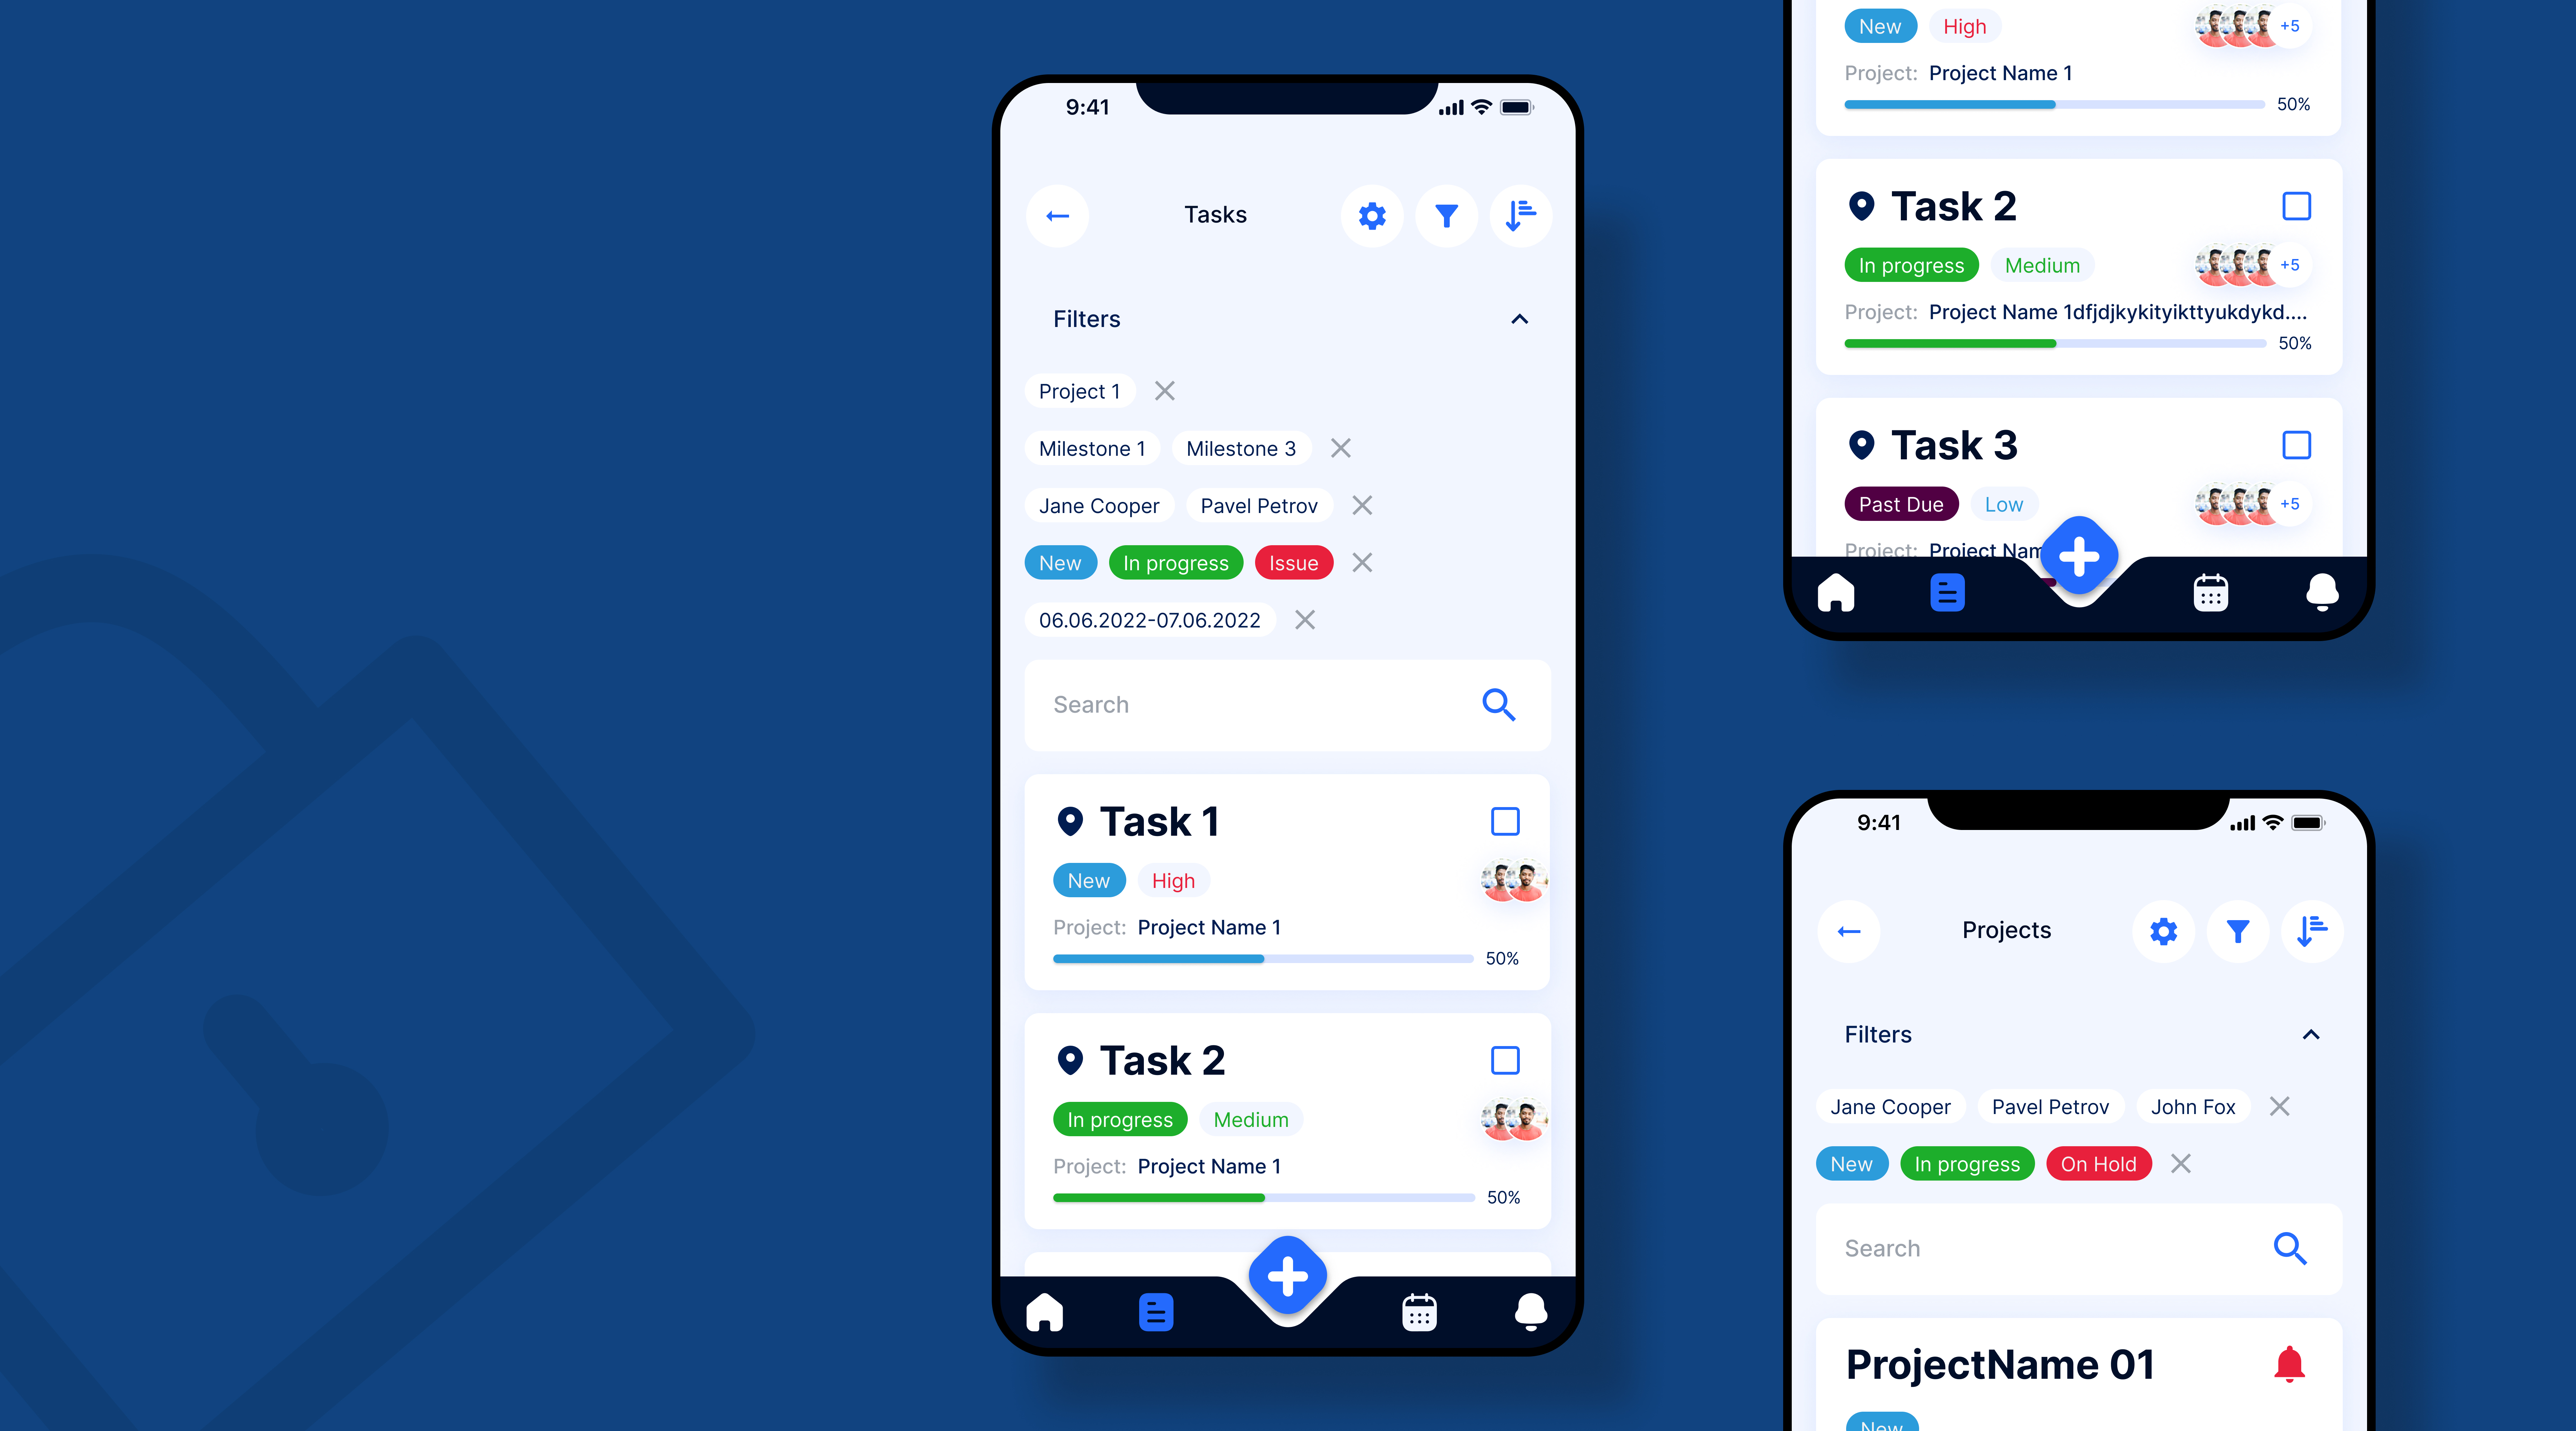 9:41
Tasks
Filters
Project 1
Milestone 1 Milestone 3
Jane Cooper Pavel Petrov
New In progress Issue
06.06.2022-07.06.2022
Search
Task 1
New High
Project: Project Name 1
50%
Task 2
In progress Medium
Project: Project Name 1
50%
New High +5
Project: Project Name 1
50%
Task 2
In progress Medium +5
Project: Project Name 1dfjdjkykityikttyukdykd....
50%
Task 3
Past Due Low +5
Project: Project Nam
9:41
Projects
Filters
Jane Cooper Pavel Petrov John Fox
New In progress On Hold
Search
ProjectName 01
New